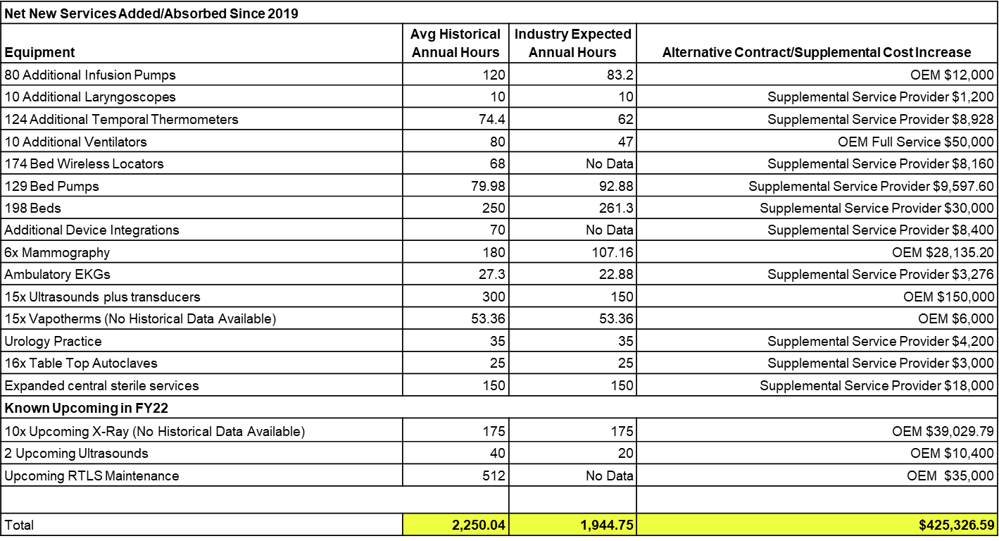 Net New Services Added/Absorbed Since 2019
Equipment Avg Historical Annual Hours Industry Expected Annual Hours Alternative Contract/Supplemental Cost Increase
80 Additional Infusion Pumps 120 83.2 OEM $12,000
10 Additional Laryngoscopes 10 10 Supplemental Service Provider $1,200
124 Additional Temporal Thermometers 74.4 62 Supplemental Service Provider $8,928
10 Additional Ventilators 80 47 OEM Full Service $50,000
174 Bed Wireless Locators 68 No Data Supplemental Service Provider $8,160
129 Bed Pumps 79.98 92.88 Supplemental Service Provider $9,597.60
198 Beds 250 261.3 Supplemental Service Provider $30,000
Additional Device Integrations 70 No Data Supplemental Service Provider $8,400
6x Mammography 180 107.16 OEM $28,135.20
Ambulatory EKGs 27.3 22.88 Supplemental Service Provider $3,276
15x Ultrasounds plus transducers 300 150 OEM $150,000
15x Vapotherms (No Historical Data Available) 53.36 53.36 OEM $6,000
Urology Practice 35 35 Supplemental Service Provider $4,200
16x Table Top Autoclaves 25 25 Supplemental Service Provider $3,000
Expanded central sterile services 150 150 Supplemental Service Provider $18,000
Known Upcoming in FY22
10x Upcoming X-Ray (No Historical Data Available) 175 175 OEM $39,029.79
2 Upcoming Ultrasounds 40 20 OEM $10,400
Upcoming RTLS Maintenance 512 No Data OEM $35,000
Total 2,250.04 1,944.75 $425,326.59